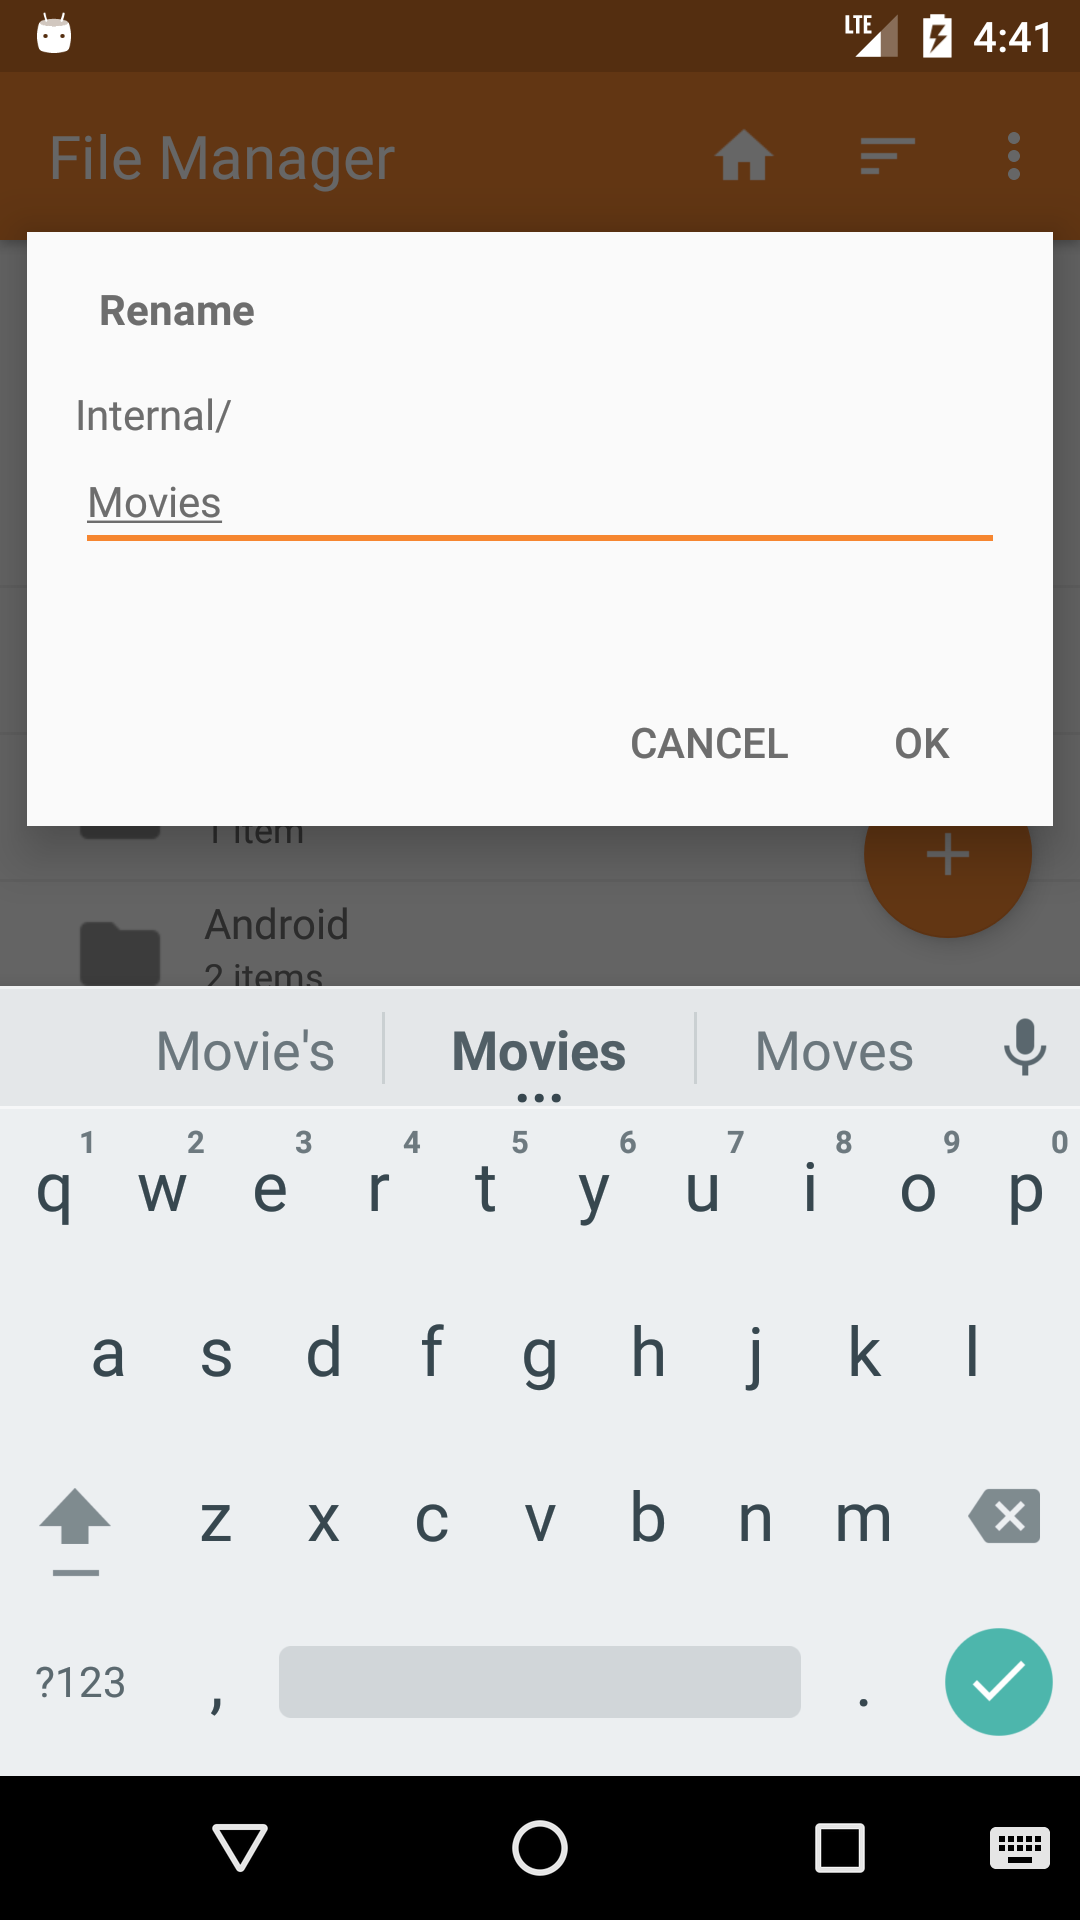 LTE 4:41
File Manager
Rename
Internal/
Movies
CANCEL OK
1 item
Android
2 items
Movie's Movies Moves
1 2 3 4 5 6 7 8 9 0
q w e r t y u i o p
a s d f g h j k l
z x c v b n m
?123 , .